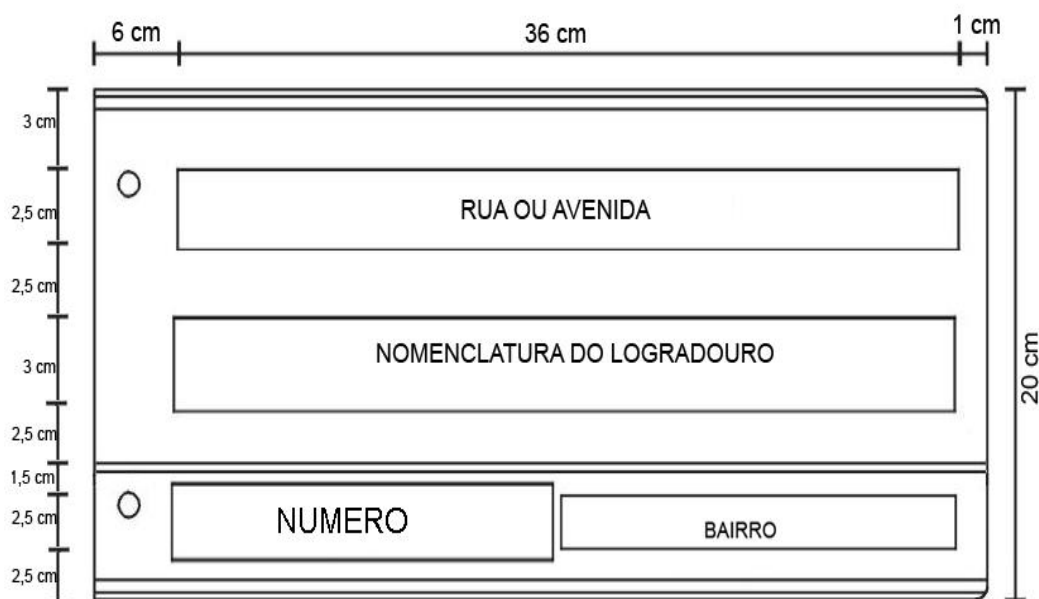 6 cm 36 cm 1 cm
3 cm
2,5 cm
RUA OU AVENIDA
2,5 cm
3 cm
NOMENCLATURA DO LOGRADOURO
20 cm
2,5 cm
1,5 cm
2,5 cm
NUMERO BAIRRO
2,5 cm